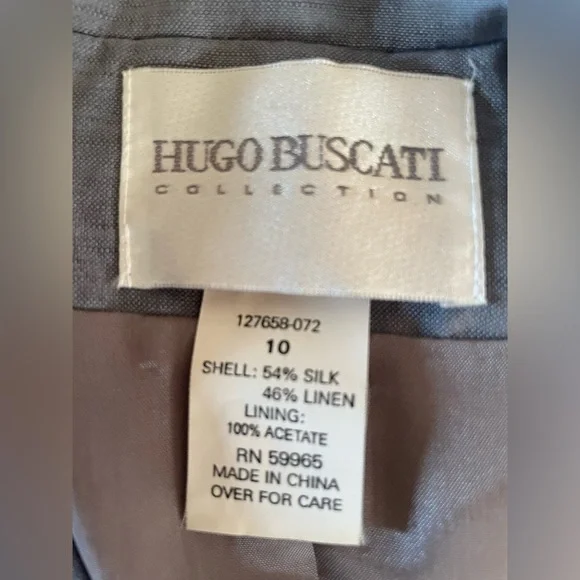 HUGO BUSCATI
COLLECTION
127658-072
10
SHELL: 54% SILK
46% LINEN
LINING:
100% ACETATE
RN 59965
MADE IN CHINA
OVER FOR CARE